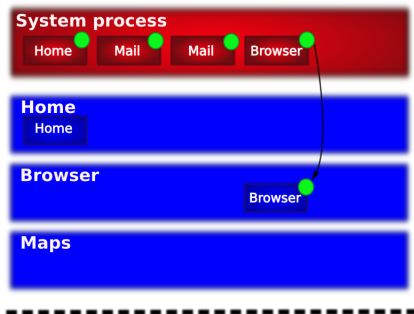 System process
Home Mail Mail Browser
Home
Home
Browser
Browser
Maps